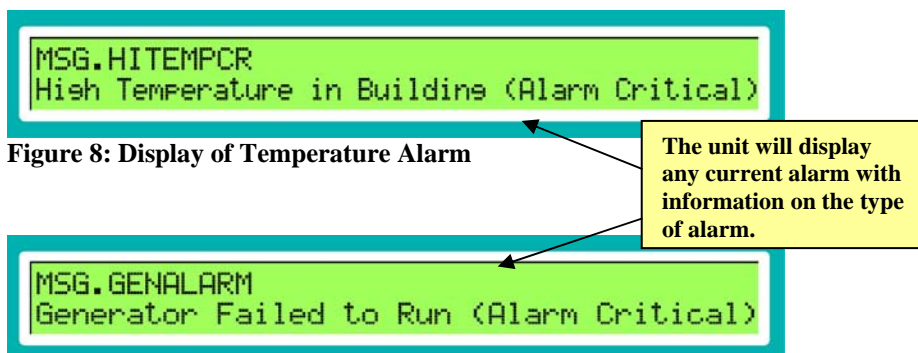 MSG.HITEMPCR
High Temperature in Building (Alarm Critical)
Figure 8: Display of Temperature Alarm
The unit will display
any current alarm with
information on the type
of alarm.
MSG.GENALARM
Generator Failed to Run (Alarm Critical)